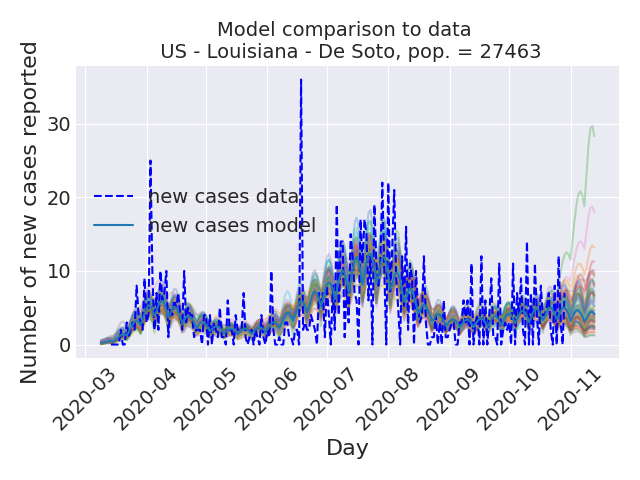 Model comparison to data
US - Louisiana - De Soto, pop. = 27463
Number of new cases reported
30
20
10
0
new cases data
new cases model
2020-03
2020-04
2020-05
2020-06
2020-07
2020-08
2020-09
2020-10
2020-11
Day